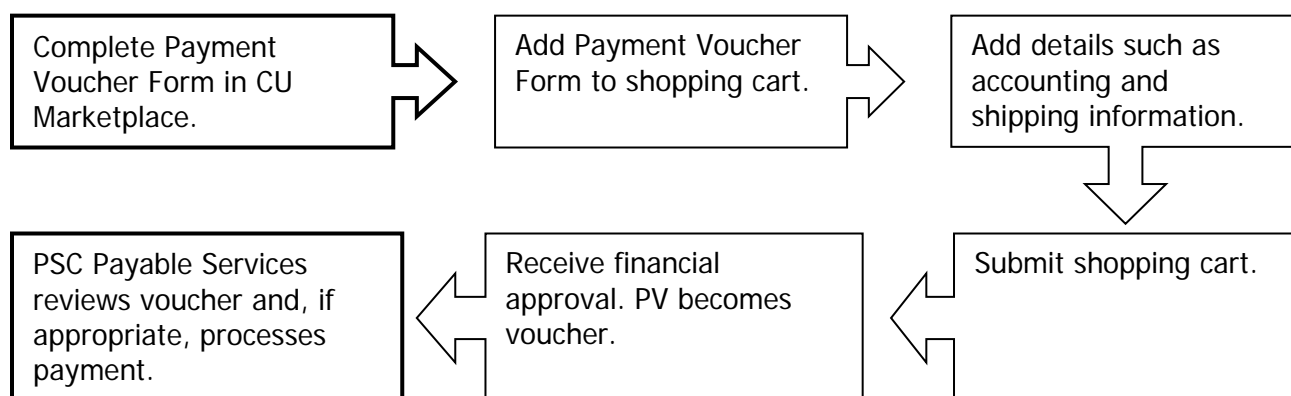 Complete Payment
Voucher Form in CU
Marketplace.
Add Payment Voucher
Form to shopping cart.
Add details such as
accounting and
shipping information.
Submit shopping cart.
Receive financial
approval. PV becomes
voucher.
PSC Payable Services
reviews voucher and, if
appropriate, processes
payment.